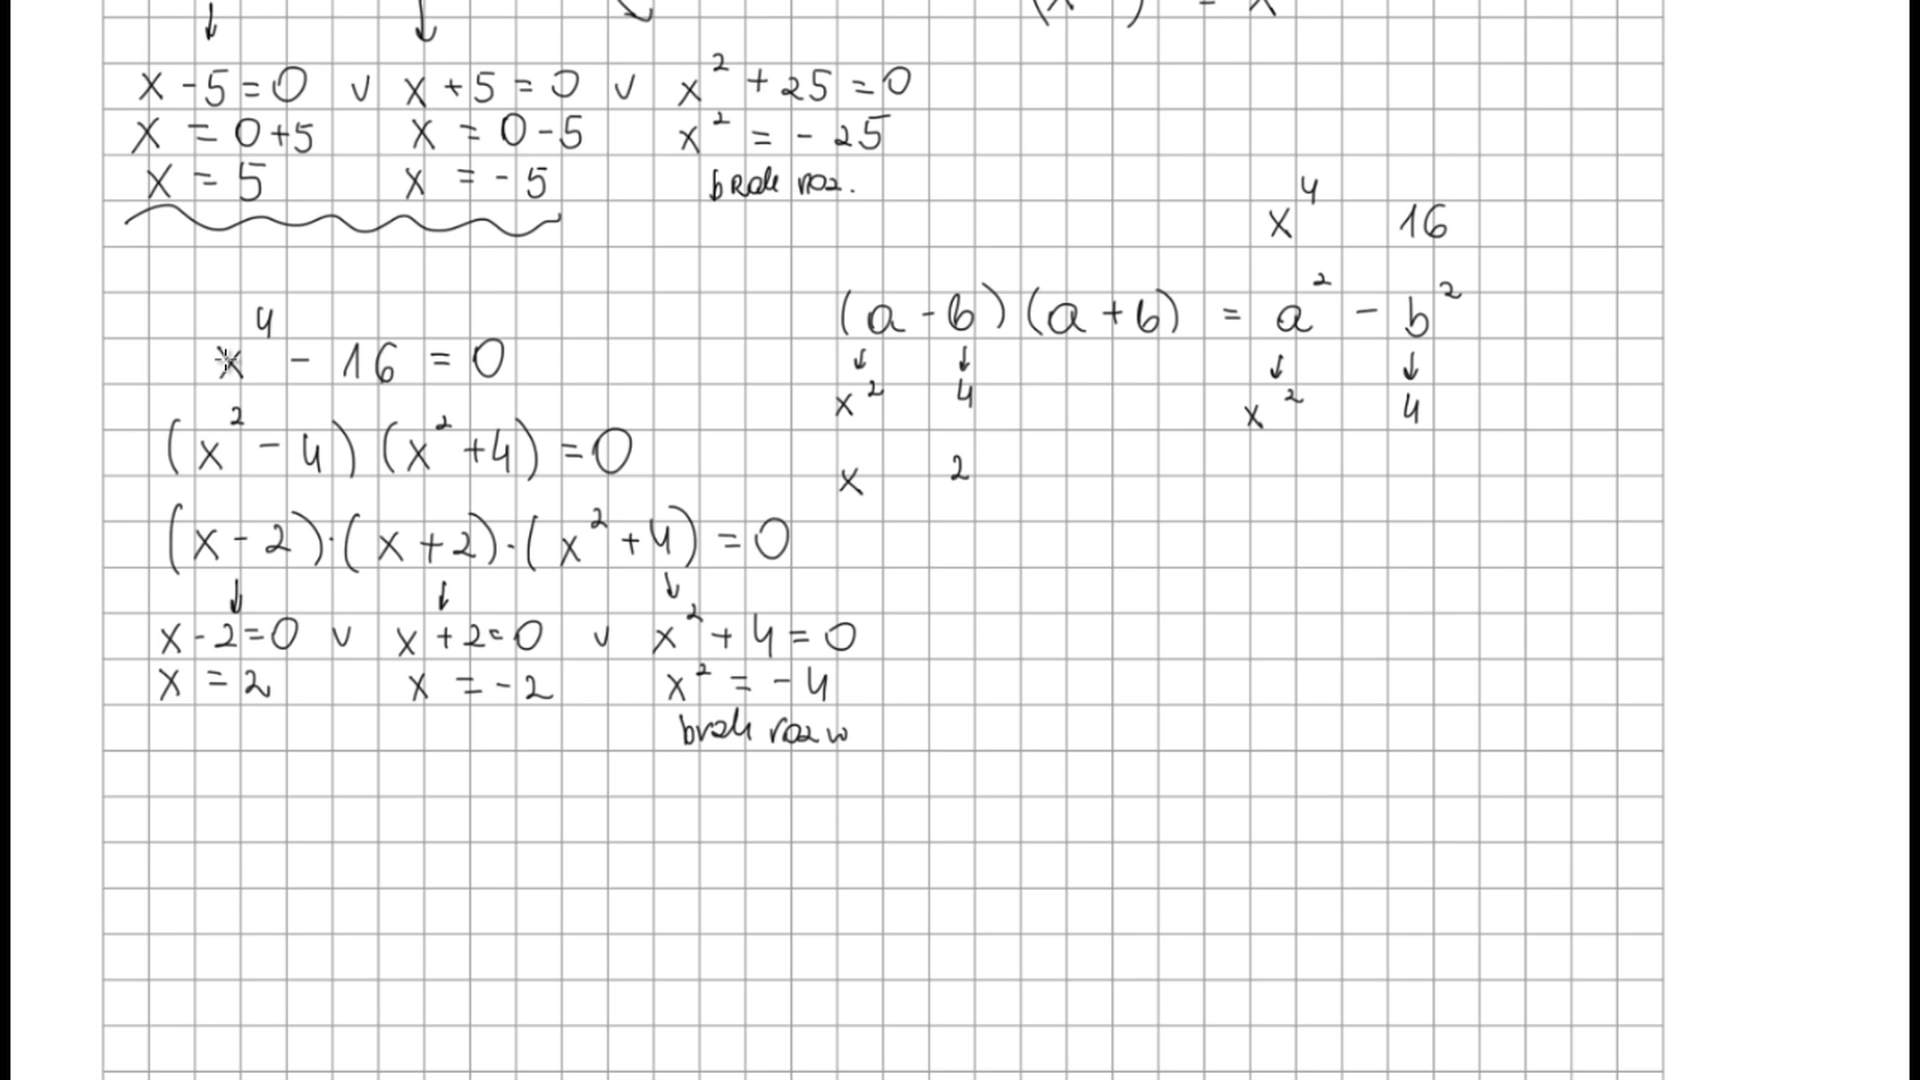 x - 5 = 0 ∨ x + 5 = 0 ∨ x² + 25 = 0
x = 0 + 5 x = 0 - 5 x² = - 25
x = 5 x = - 5 brak roz.
x⁴ 16
(a - b)(a + b) = a² - b²
x² 4 x² 4
x 2
x⁴ - 16 = 0
(x² - 4)(x² + 4) = 0
(x - 2)·(x + 2)·(x² + 4) = 0
x - 2 = 0 ∨ x + 2 = 0 ∨ x² + 4 = 0
x = 2 x = - 2 x² = - 4
brak rozw